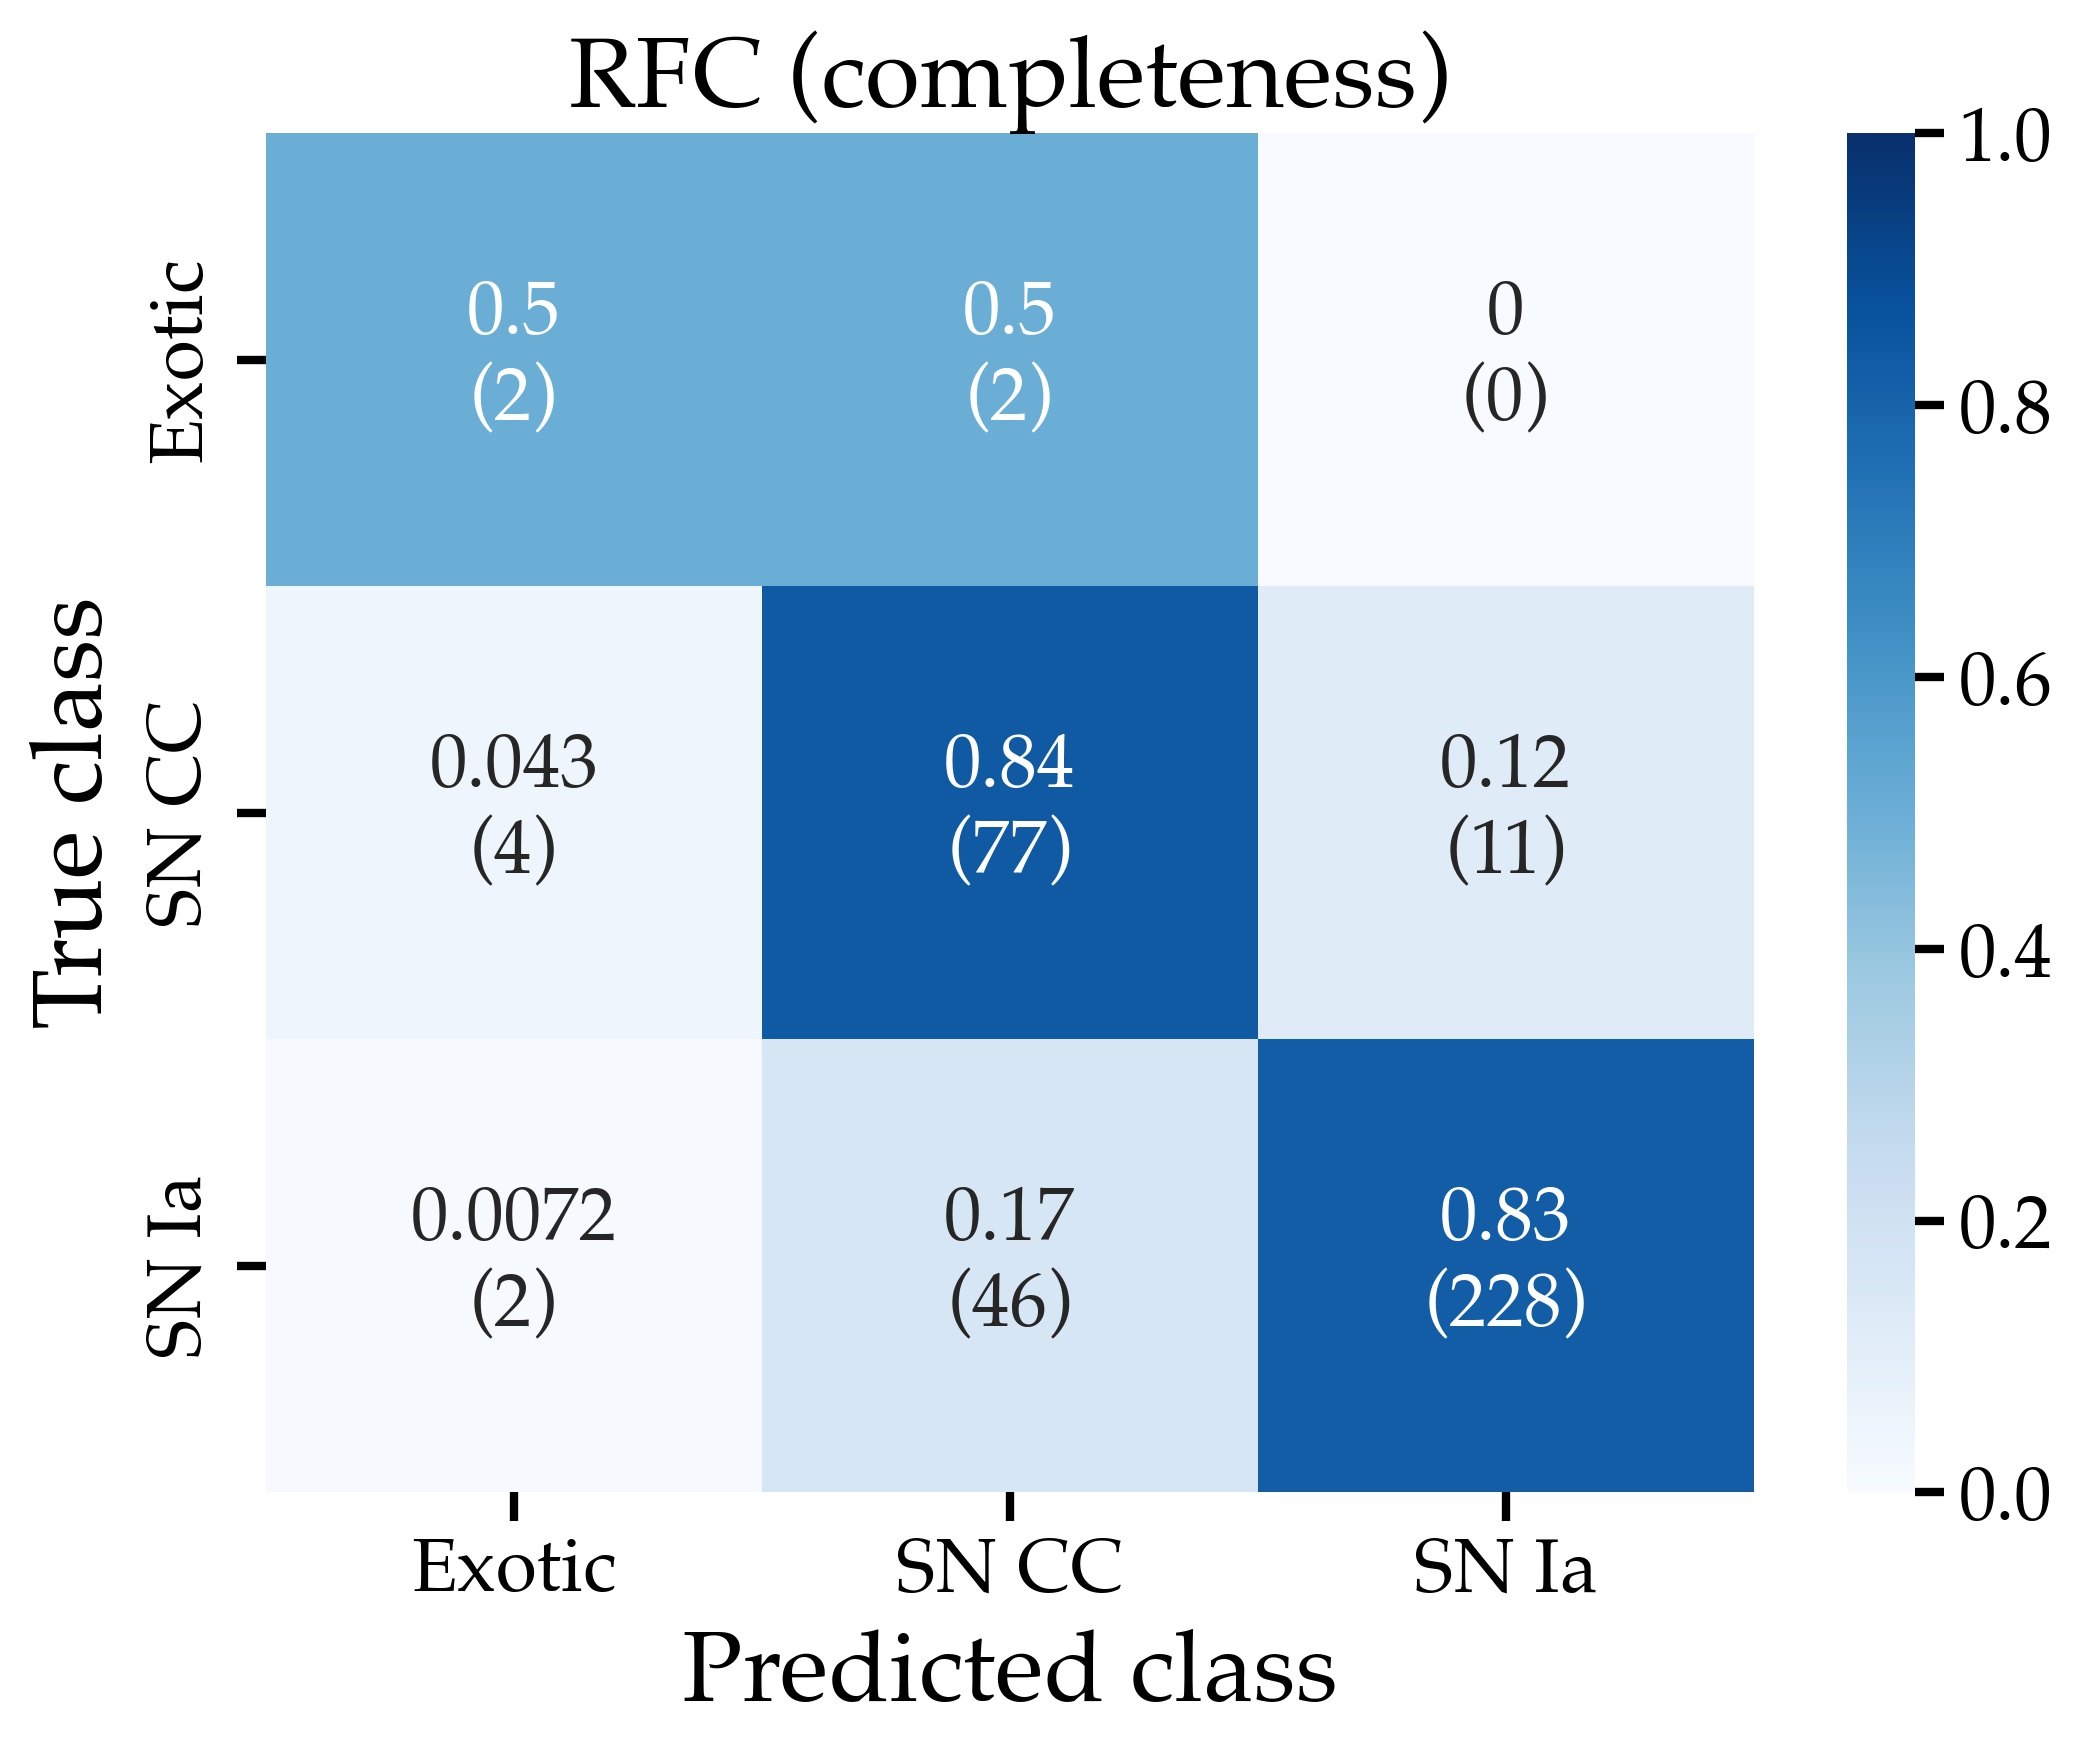 RFC (completeness)
True class
Exotic
0.5
(2)
0.5
(2)
0
(0)
SN CC
0.043
(4)
0.84
(77)
0.12
(11)
SN Ia
0.0072
(2)
0.17
(46)
0.83
(228)
Exotic
SN CC
SN Ia
Predicted class
1.0
0.8
0.6
0.4
0.2
0.0